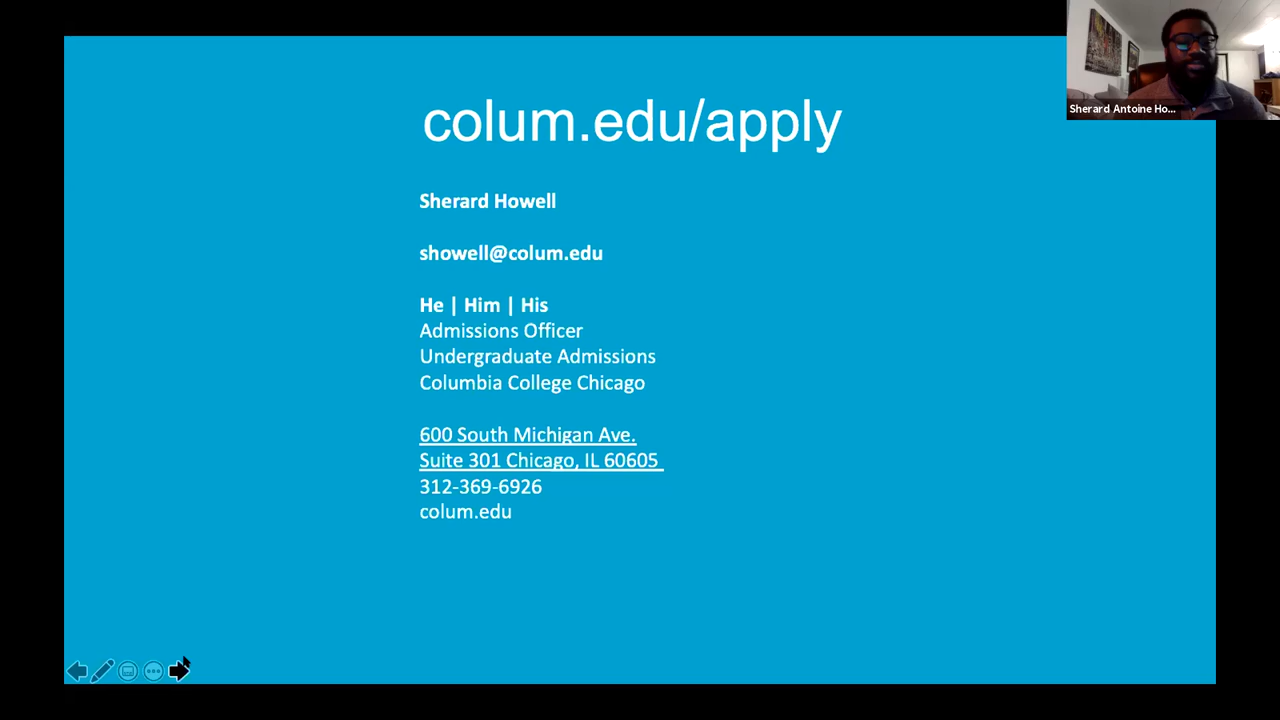 colum.edu/apply
Sherard Antoine Ho...
Sherard Howell
showell@colum.edu
He | Him | His
Admissions Officer
Undergraduate Admissions
Columbia College Chicago
600 South Michigan Ave.
Suite 301 Chicago, IL 60605
312-369-6926
colum.edu